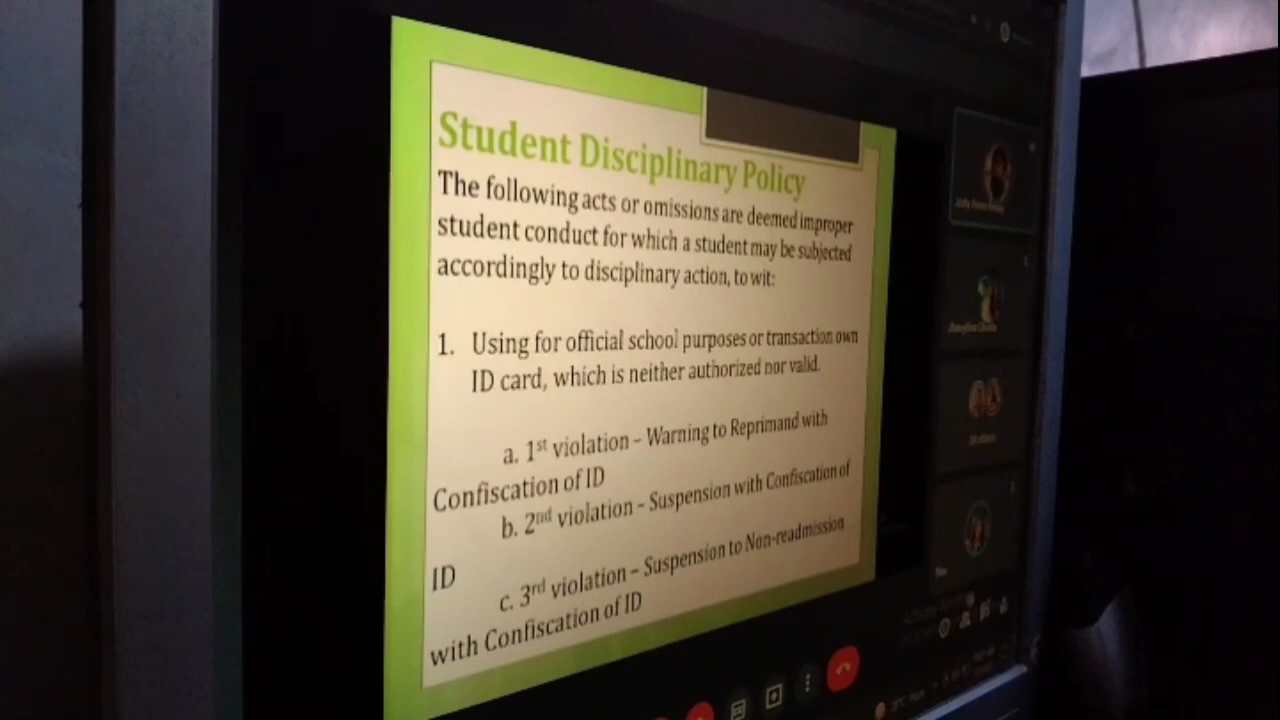 Student Disciplinary Policy
The following acts or omissions are deemed improper
student conduct for which a student may be subjected
accordingly to disciplinary action, to wit:
1. Using for official school purposes or transaction own
ID card, which is neither authorized nor valid.
a. 1st violation – Warning to Reprimand with
Confiscation of ID
b. 2nd violation – Suspension with Confiscation of
ID
c. 3rd violation – Suspension to Non-readmission
with Confiscation of ID